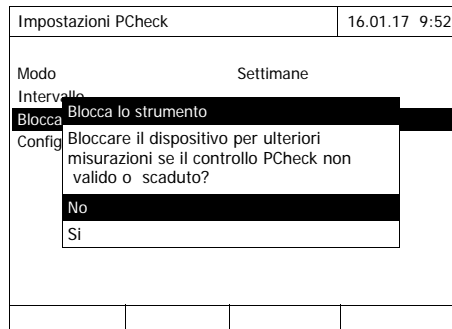 Impostazioni PCheck 16.01.17 9:52
Modo Settimane
Intervallo
Blocca
Blocca lo strumento
Config
Bloccare il dispositivo per ulteriori
misurazioni se il controllo PCheck non
valido o scaduto?
No
Si